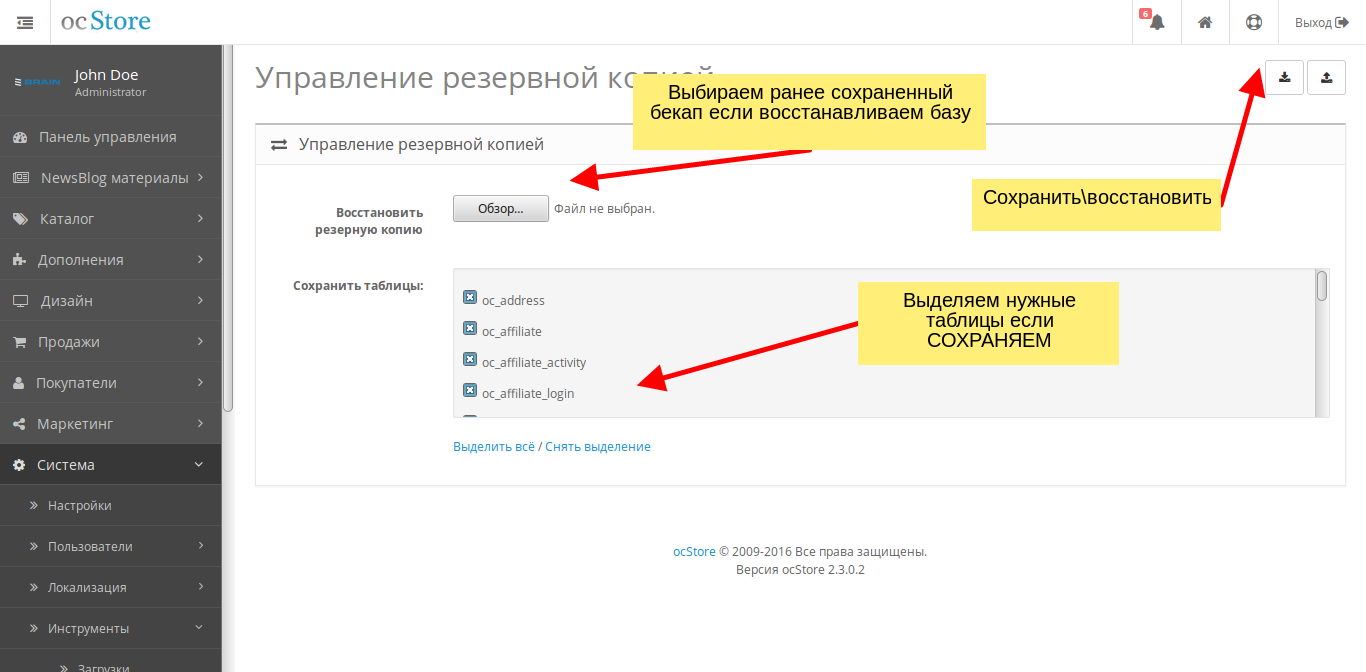 ocStore
6
Выход
BRAIN
John Doe
Administrator
Панель управления
NewsBlog материалы
Каталог
Дополнения
Дизайн
Продажи
Покупатели
Маркетинг
Система
Настройки
Пользователи
Локализация
Инструменты
Загрузки
Управление резервной копией
Выбираем ранее сохраненный
бекап если восстанавливаем базу
Управление резервной копией
Сохранить\восстановить
Восстановить
резерную копию
Обзор...
Файл не выбран.
Сохранить таблицы:
oc_address
oc_affiliate
oc_affiliate_activity
oc_affiliate_login
Выделяем нужные
таблицы если
СОХРАНЯЕМ
Выделить всё / Снять выделение
ocStore © 2009-2016 Все права защищены.
Версия ocStore 2.3.0.2